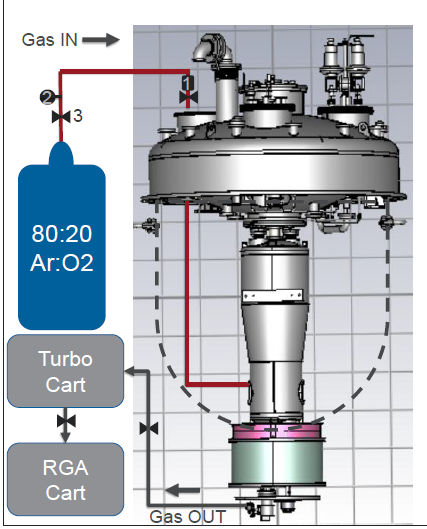 Gas IN
1
2
3
80:20
Ar:O2
Turbo
Cart
RGA
Cart
Gas OUT